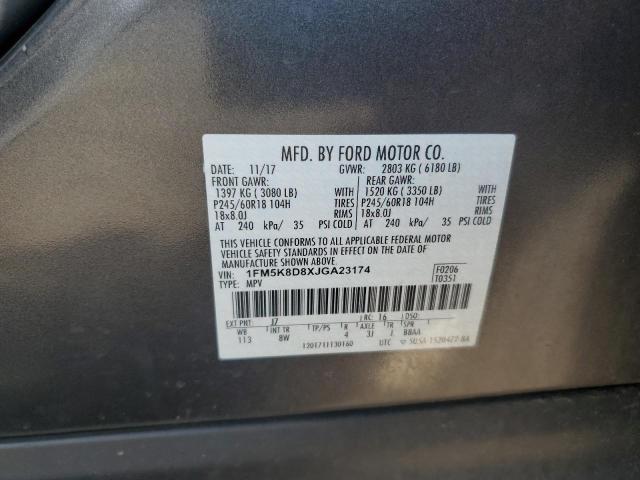 MFD. BY FORD MOTOR CO.
DATE: 11/17 GVWR: 2803 KG ( 6180 LB)
FRONT GAWR: REAR GAWR:
1397 KG ( 3080 LB) WITH 1520 KG ( 3350 LB) WITH
P245/60R18 104H TIRES P245/60R18 104H TIRES
18x8.0J RIMS 18x8.0J RIMS
AT 240 kPa/ 35 PSI COLD AT 240 kPa/ 35 PSI COLD
THIS VEHICLE CONFORMS TO ALL APPLICABLE FEDERAL MOTOR
VEHICLE SAFETY STANDARDS IN EFFECT ON THE DATE OF
MANUFACTURE SHOWN ABOVE.
VIN: 1FM5K8D8XJGA23174 F0206
TYPE: MPV T0351
EXT PNT: J7 RC: 16 DSO:
WB INT TR TP/PS R AXLE TR SPR
113 8W 4 3J L BBAA
1201711130160 UTC